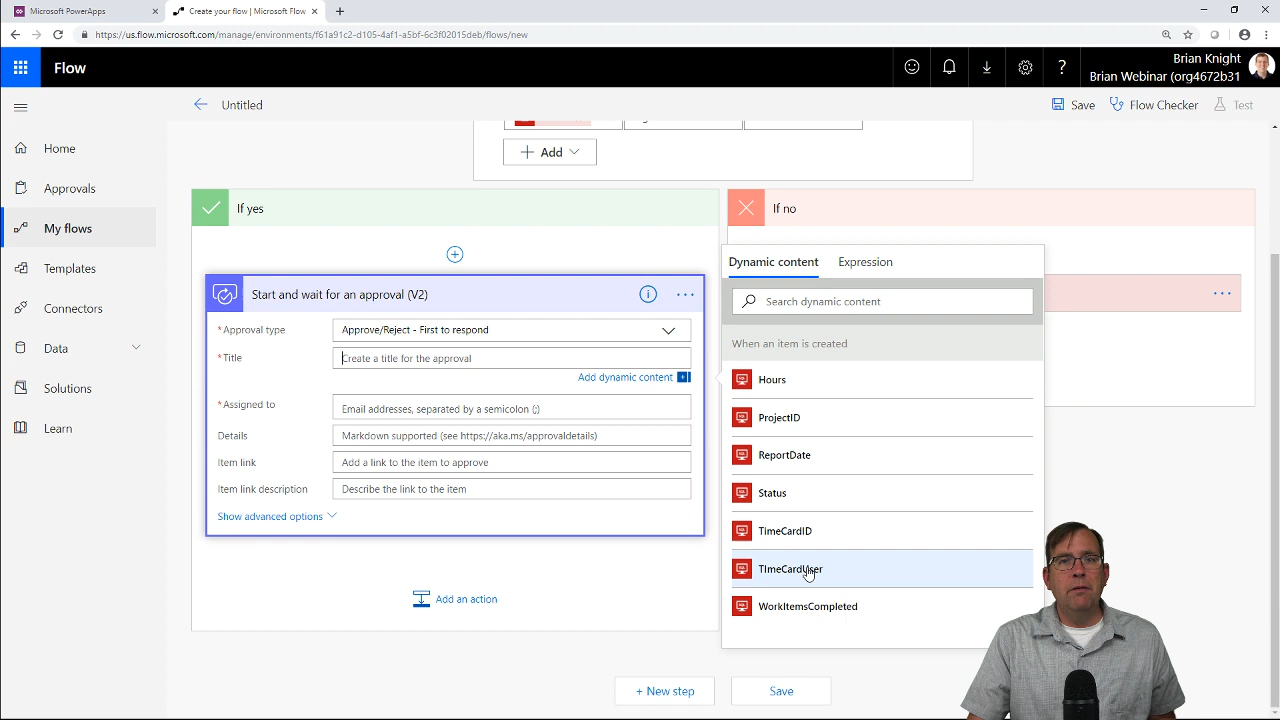 Microsoft PowerApps
Create your flow | Microsoft Flow
https://us.flow.microsoft.com/manage/environments/f61a91c2-d105-4af1-a5bf-6c3f02015deb/flows/new
Flow
Brian Knight
Brian Webinar (org4672b31
Untitled
Save
Flow Checker
Test
Home
Approvals
My flows
Templates
Connectors
Data
Solutions
Learn
Add
If yes
If no
Start and wait for an approval (V2)
* Approval type
Approve/Reject - First to respond
* Title
Create a title for the approval
Add dynamic content
* Assigned to
Email addresses, separated by a semicolon (;)
Details
Markdown supported (see https://aka.ms/approvaldetails)
Item link
Add a link to the item to approve
Item link description
Describe the link to the item
Show advanced options
Add an action
Dynamic content
Expression
Search dynamic content
When an item is created
Hours
ProjectID
ReportDate
Status
TimeCardID
TImeCardUser
WorkItemsCompleted
+ New step
Save